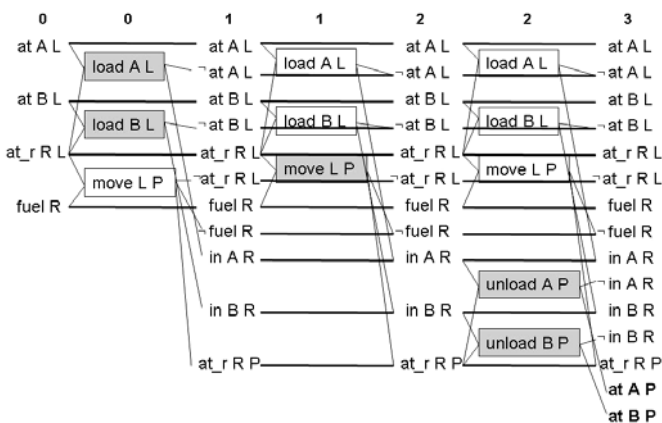 0 0 1 1 2 2 3
at A L at A L at A L at A L
load A L load A L load A L
¬ at A L ¬ at A L ¬ at A L
at B L at B L at B L at B L
load B L load B L load B L
¬ at B L ¬ at B L ¬ at B L
at_r R L at_r R L at_r R L at_r R L
move L P move L P move L P
¬ at_r R L ¬ at_r R L ¬ at_r R L
fuel R fuel R fuel R fuel R
¬ fuel R ¬ fuel R ¬ fuel R
in A R in A R in A R
unload A P ¬ in A R
in B R in B R in B R
unload B P ¬ in B R
at_r R P at_r R P at_r R P
at A P
at B P